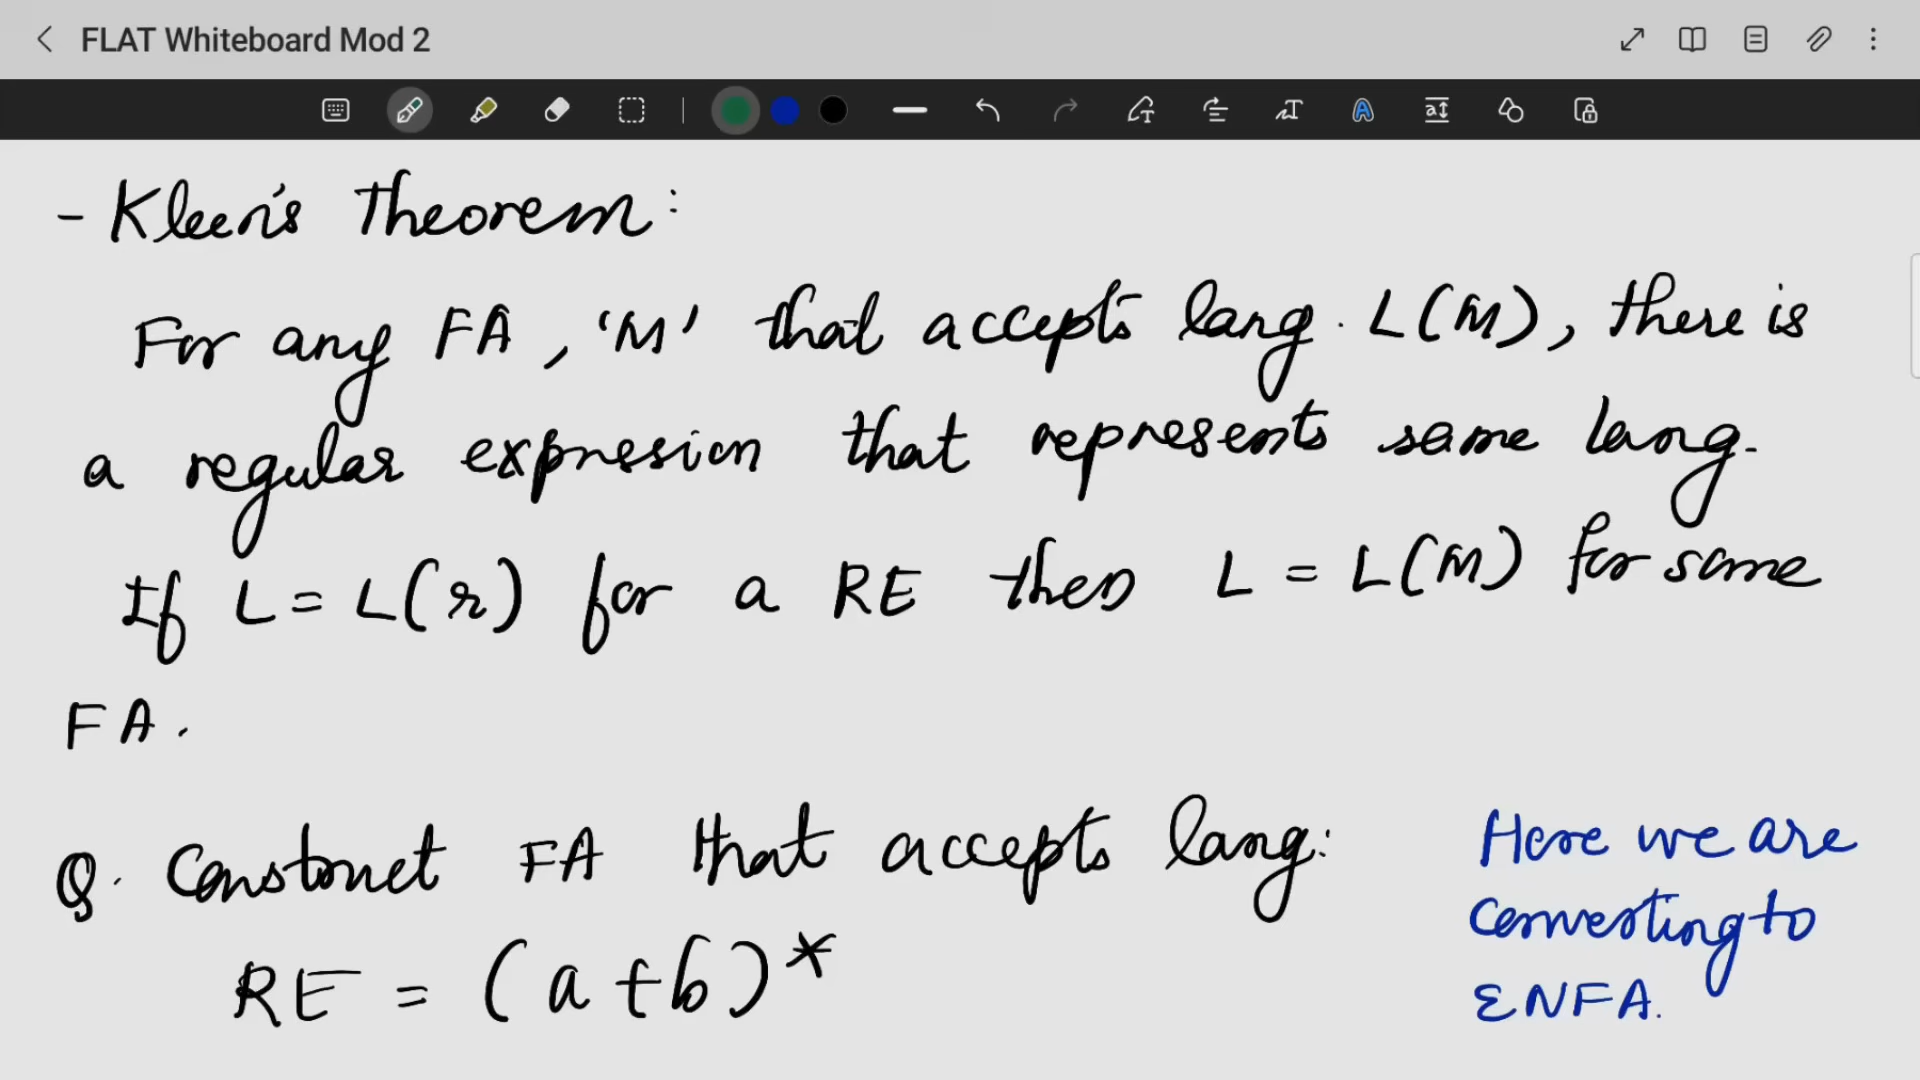 FLAT Whiteboard Mod 2
- Kleen's Theorem:
For any FA, 'M' that accepts lang. L(M), there is
a regular expression that represents same lang.
If L = L(r) for a RE then L = L(M) for some
FA.
Q. Construct FA that accepts lang:
RE = (a+b)*
Here we are
converting to
ENFA.